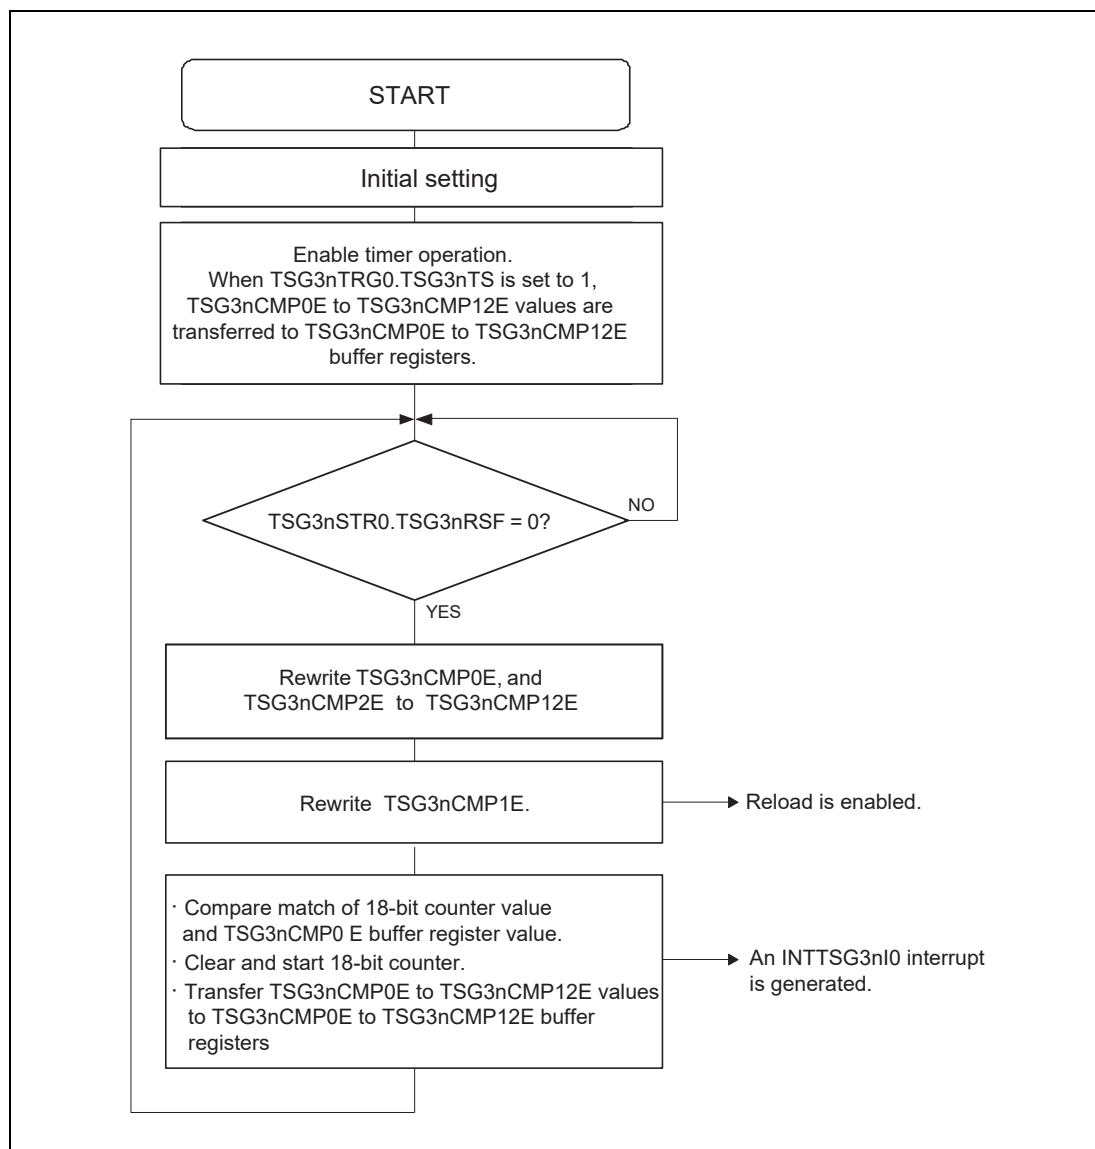 START
Initial setting
Enable timer operation.
When TSG3nTRG0.TSG3nTS is set to 1,
TSG3nCMP0E to TSG3nCMP12E values are
transferred to TSG3nCMP0E to TSG3nCMP12E
buffer registers.
TSG3nSTR0.TSG3nRSF = 0?
NO
YES
Rewrite TSG3nCMP0E, and
TSG3nCMP2E to TSG3nCMP12E
Rewrite TSG3nCMP1E.
Reload is enabled.
· Compare match of 18-bit counter value
and TSG3nCMP0 E buffer register value.
· Clear and start 18-bit counter.
· Transfer TSG3nCMP0E to TSG3nCMP12E values
to TSG3nCMP0E to TSG3nCMP12E buffer
registers
An INTTSG3nI0 interrupt
is generated.